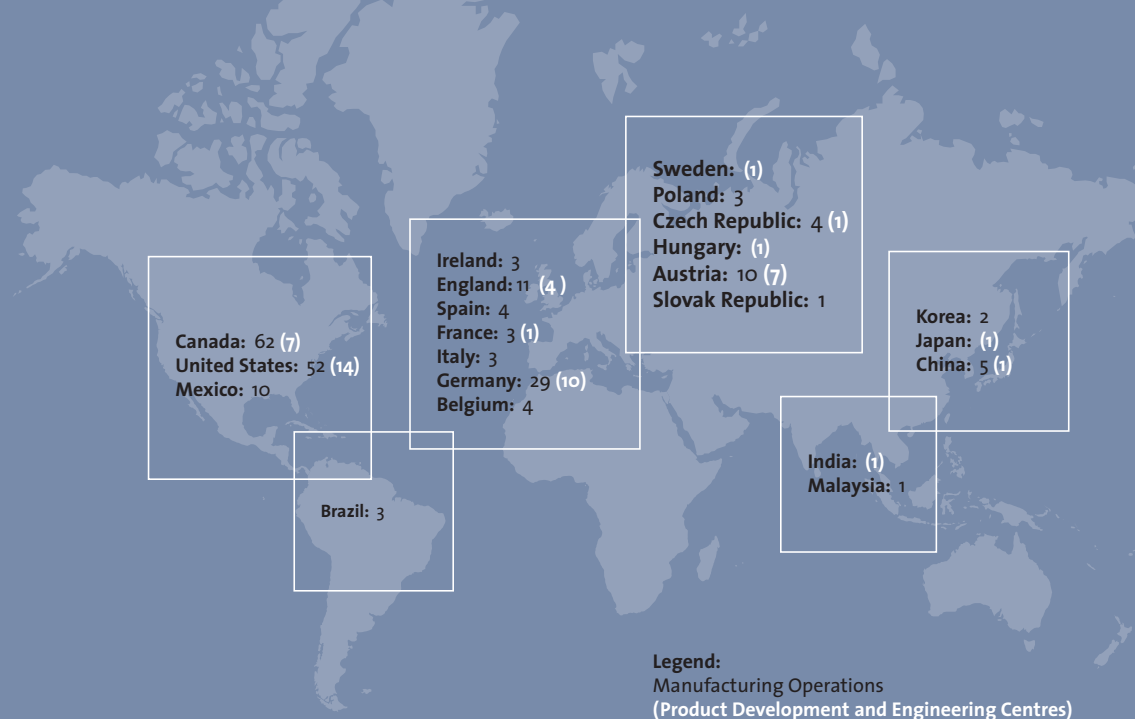 Sweden: (1)
Poland: 3
Czech Republic: 4 (1)
Hungary: (1)
Austria: 10 (7)
Slovak Republic: 1
Ireland: 3
England: 11 (4 )
Spain: 4
France: 3 (1)
Italy: 3
Germany: 29 (10)
Belgium: 4
Canada: 62 (7)
United States: 52 (14)
Mexico: 10
Korea: 2
Japan: (1)
China: 5 (1)
India: (1)
Malaysia: 1
Brazil: 3
Legend:
Manufacturing Operations
(Product Development and Engineering Centres)